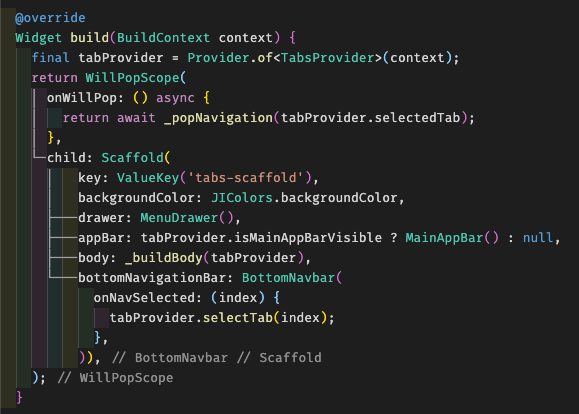 @override
Widget build(BuildContext context) {
  final tabProvider = Provider.of<TabsProvider>(context);
  return WillPopScope(
    onWillPop: () async {
      return await _popNavigation(tabProvider.selectedTab);
    },
    child: Scaffold(
        key: ValueKey('tabs-scaffold'),
        backgroundColor: JIColors.backgroundColor,
        drawer: MenuDrawer(),
        appBar: tabProvider.isMainAppBarVisible ? MainAppBar() : null,
        body: _buildBody(tabProvider),
        bottomNavigationBar: BottomNavbar(
          onNavSelected: (index) {
            tabProvider.selectTab(index);
          },
        )), // BottomNavbar // Scaffold
  ); // WillPopScope
}